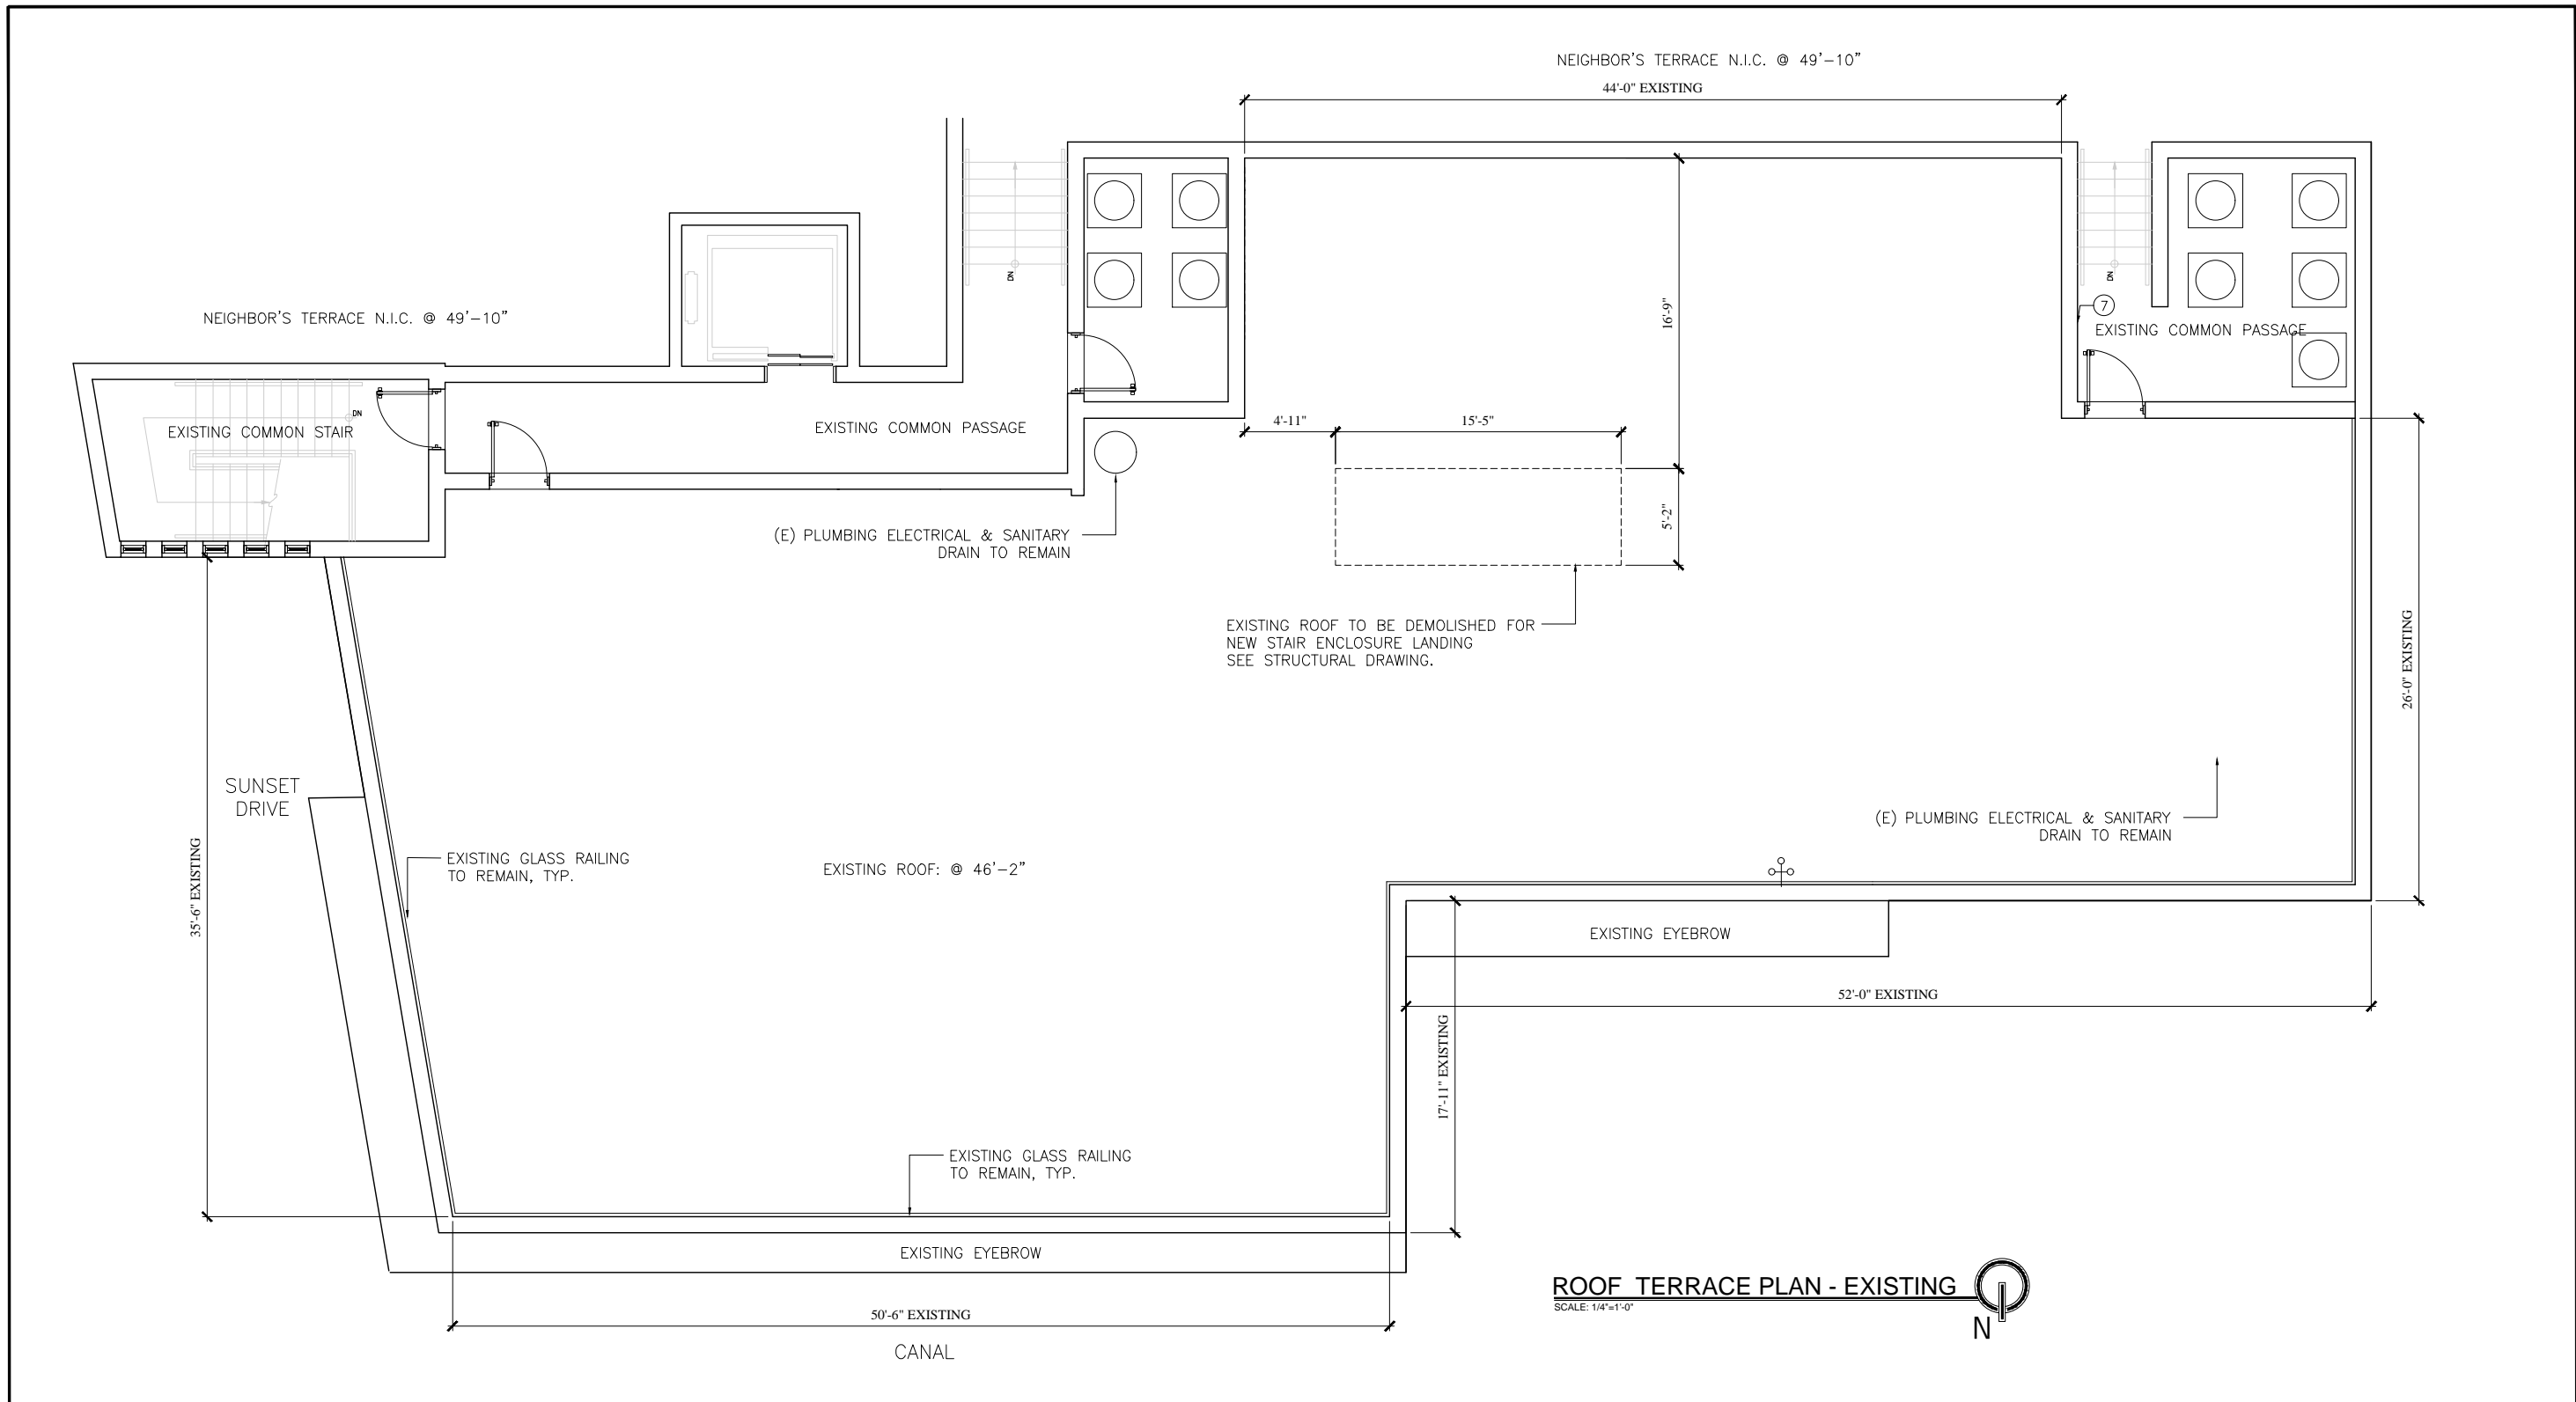 NEIGHBOR'S TERRACE N.I.C. @ 49'-10"
44'-0" EXISTING
DN
DN
16'-9"
7
NEIGHBOR'S TERRACE N.I.C. @ 49'-10"
EXISTING COMMON PASSAGE
DN
EXISTING COMMON STAIR
EXISTING COMMON PASSAGE
4'-11"
15'-5"
5'-2"
(E) PLUMBING ELECTRICAL & SANITARY
DRAIN TO REMAIN
EXISTING ROOF TO BE DEMOLISHED FOR
NEW STAIR ENCLOSURE LANDING
SEE STRUCTURAL DRAWING.
26'-0" EXISTING
SUNSET
DRIVE
(E) PLUMBING ELECTRICAL & SANITARY
DRAIN TO REMAIN
35'-6" EXISTING
EXISTING GLASS RAILING
TO REMAIN, TYP.
EXISTING ROOF: @ 46'-2"
EXISTING EYEBROW
52'-0" EXISTING
17'-11" EXISTING
EXISTING GLASS RAILING
TO REMAIN, TYP.
EXISTING EYEBROW
50'-6" EXISTING
CANAL
ROOF TERRACE PLAN - EXISTING
SCALE: 1/4"=1'-0"
N